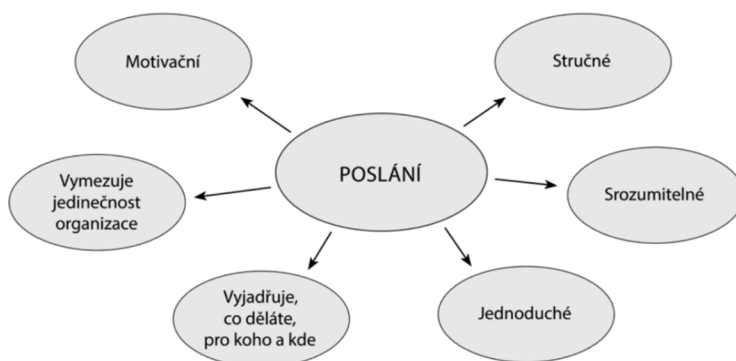 Motivační
Stručné
POSLÁNÍ
Vymezuje
jedinečnost
organizace
Srozumitelné
Vyjadřuje,
co děláte,
pro koho a kde
Jednoduché